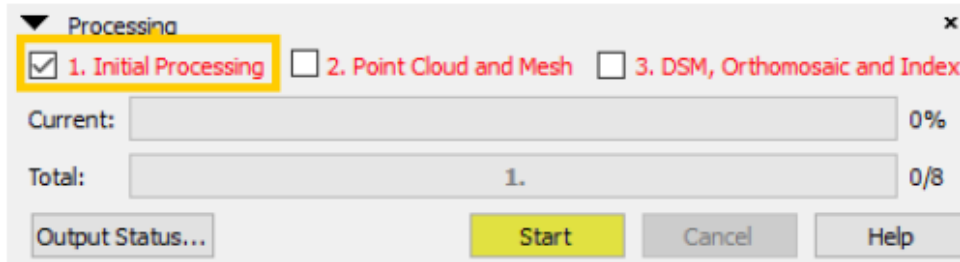 Processing
1. Initial Processing 2. Point Cloud and Mesh 3. DSM, Orthomosaic and Index
Current: 0%
Total: 1. 0/8
Output Status... Start Cancel Help